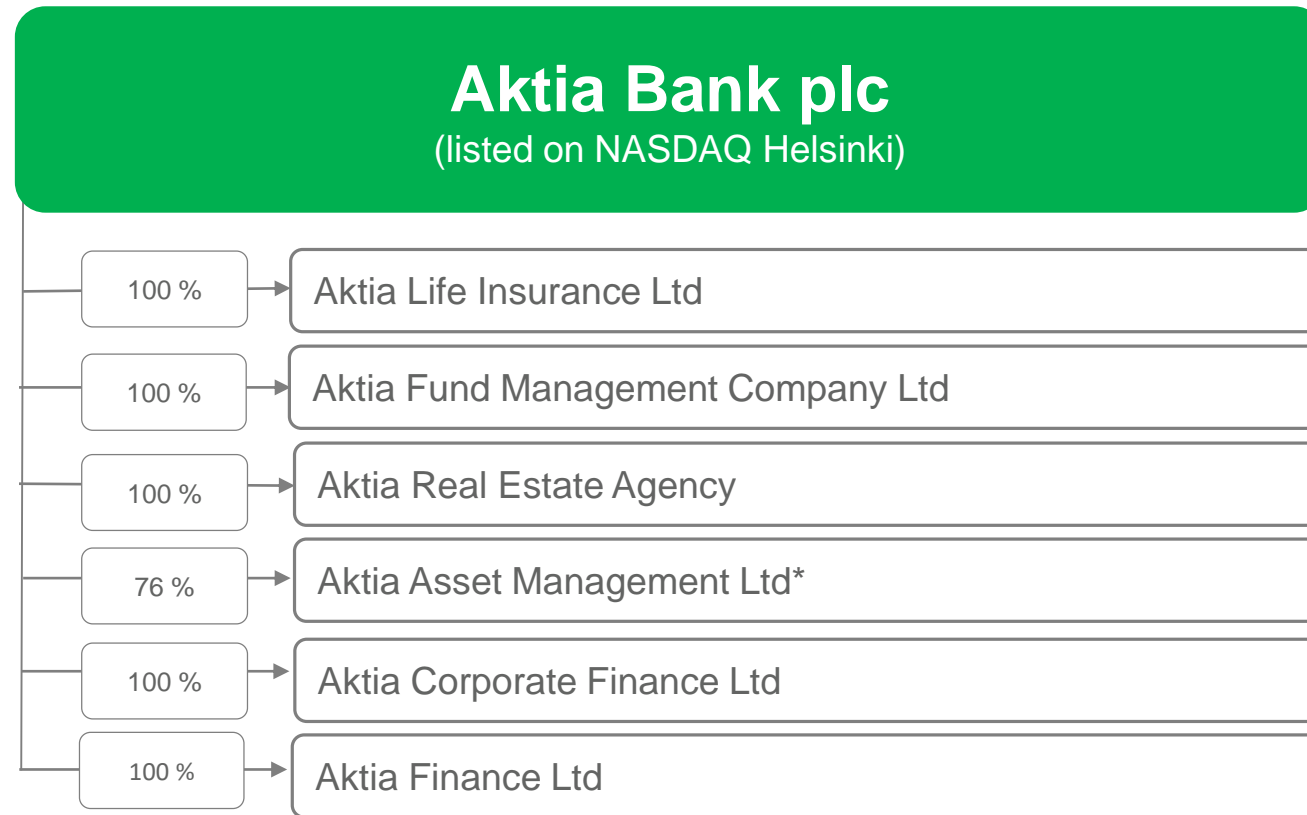 Aktia Bank plc
(listed on NASDAQ Helsinki)
100 %
Aktia Life Insurance Ltd
100 %
Aktia Fund Management Company Ltd
100 %
Aktia Real Estate Agency
76 %
Aktia Asset Management Ltd*
100 %
Aktia Corporate Finance Ltd
100 %
Aktia Finance Ltd